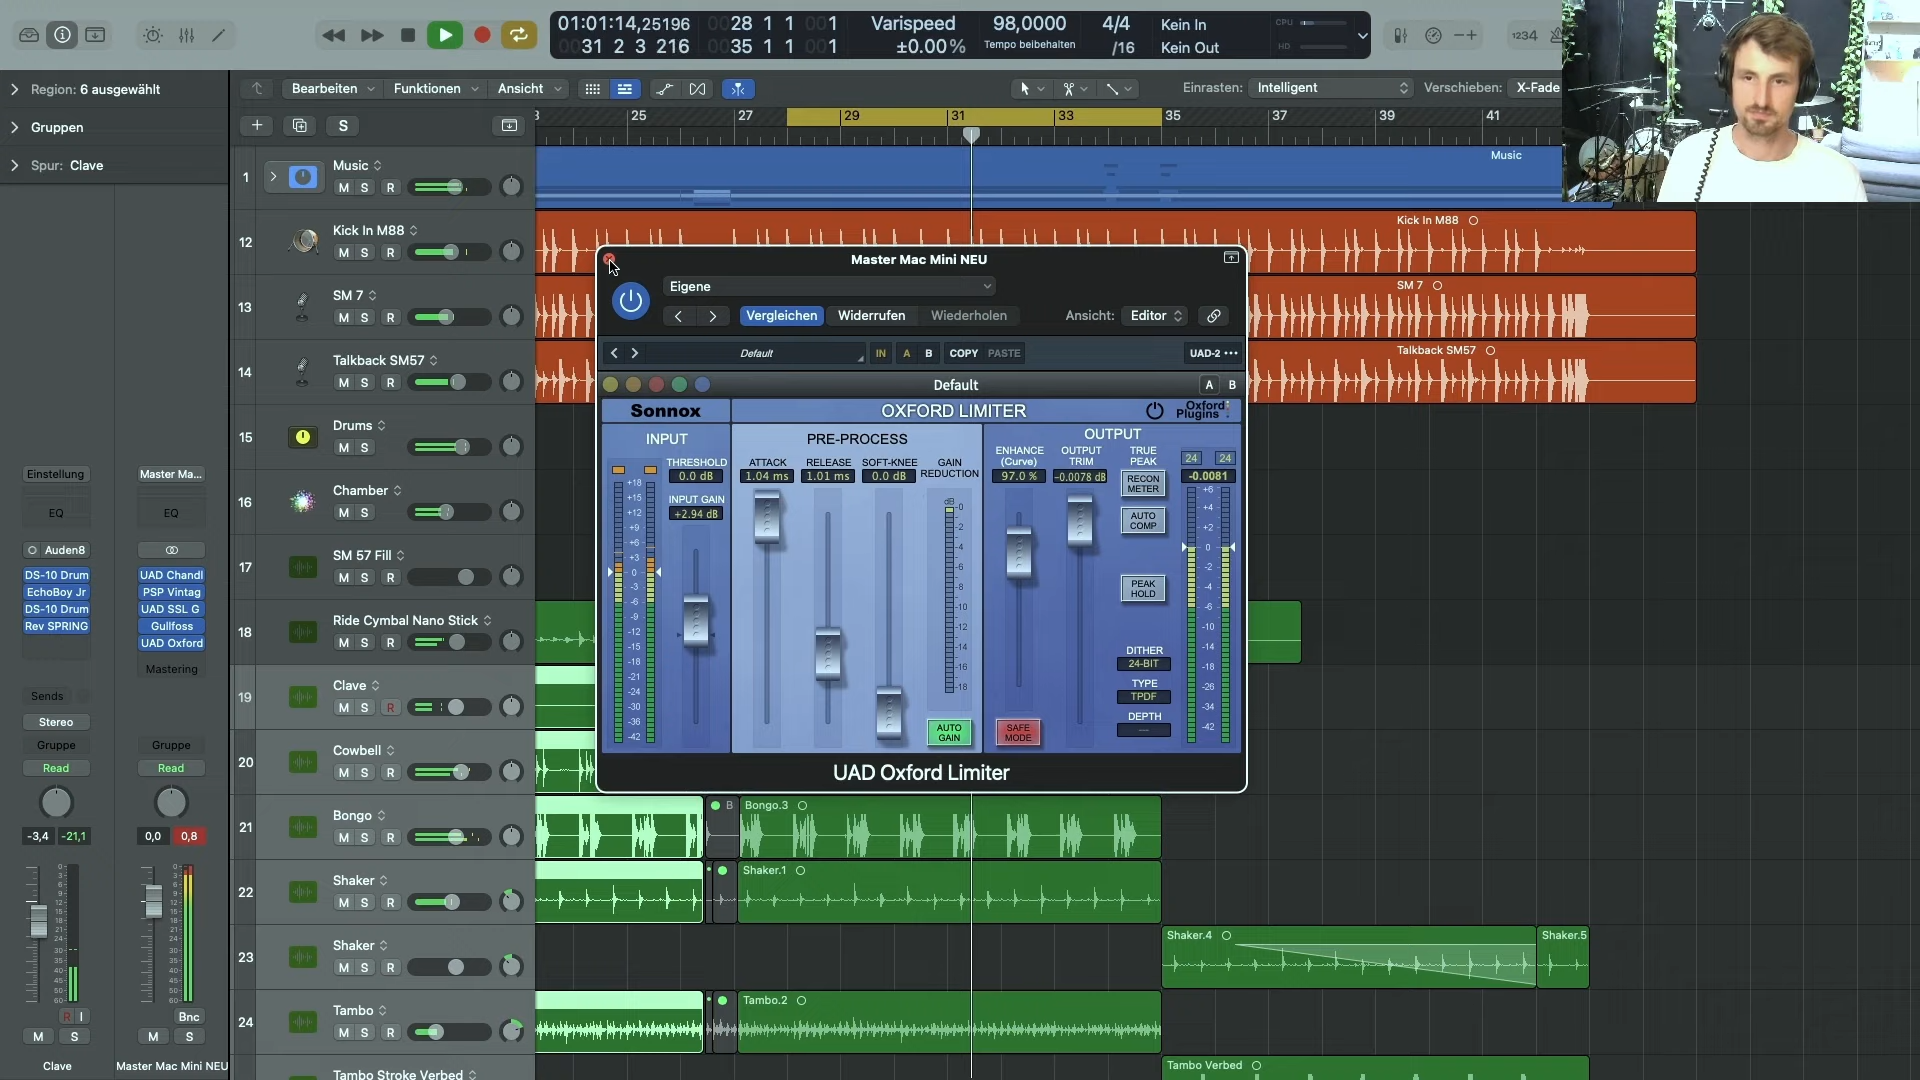 01:01:14,25196
0028 1 1 001
Varispeed
98,0000
4/4
Kein In
CPU
0031 2 3 216
0035 1 1 001
±0.00 %
Tempo beibehalten
/16
Kein Out
HD
1234
Region: 6 ausgewählt
Bearbeiten
Funktionen
Ansicht
Einrasten:
Intelligent
Verschieben:
X-Fade
Gruppen
S
25
27
29
31
33
35
37
39
41
Spur: Clave
1
Music
M S R
Music
12
Kick In M88
M S R
Kick In M88
13
SM 7
M S R
SM 7
14
Talkback SM57
M S R
Talkback SM57
15
Drums
M S
16
Chamber
M S
17
SM 57 Fill
M S R
18
Ride Cymbal Nano Stick
M S R
19
Clave
M S R
20
Cowbell
M S R
21
Bongo
M S R
B
Bongo.3
22
Shaker
M S R
Shaker.1
23
Shaker
M S R
Shaker.4
Shaker.5
24
Tambo
M S R
Tambo.2
Tambo Stroke Verbed
Tambo Verbed
Master Mac Mini NEU
Eigene
Vergleichen
Widerrufen
Wiederholen
Ansicht:
Editor
Default
IN
A
B
COPY
PASTE
UAD-2
Default
A
B
Sonnox
OXFORD LIMITER
Oxford
Plugins
INPUT
PRE-PROCESS
OUTPUT
THRESHOLD
0.0 dB
INPUT GAIN
+2.94 dB
ATTACK
1.04 ms
RELEASE
1.01 ms
SOFT-KNEE
0.0 dB
GAIN
REDUCTION
ENHANCE
(Curve)
97.0 %
OUTPUT
TRIM
-0.0078 dB
TRUE
PEAK
RECON
METER
AUTO
COMP
PEAK
HOLD
24
24
-0.0081
+18
+15
+12
+9
+6
+3
0
-3
-6
-9
-12
-15
-18
-21
-24
-30
-36
-42
dB
-0
-2
-4
-6
-8
-10
-12
-14
-16
-18
+6
+4
+2
0
-2
-4
-6
-10
-14
-18
-26
-34
-42
DITHER
24-BIT
TYPE
TPDF
DEPTH
AUTO
GAIN
SAFE
MODE
UAD Oxford Limiter
Einstellung
Master Ma...
EQ
EQ
Auden8
DS-10 Drum
UAD Chandl
EchoBoy Jr
PSP Vintag
DS-10 Drum
UAD SSL G
Rev SPRING
Gullfoss
UAD Oxford
Mastering
Sends
Stereo
Gruppe
Gruppe
Read
Read
-3,4
-21,1
0,0
0,8
R I
Bnc
M S
M S
Clave
Master Mac Mini NEU